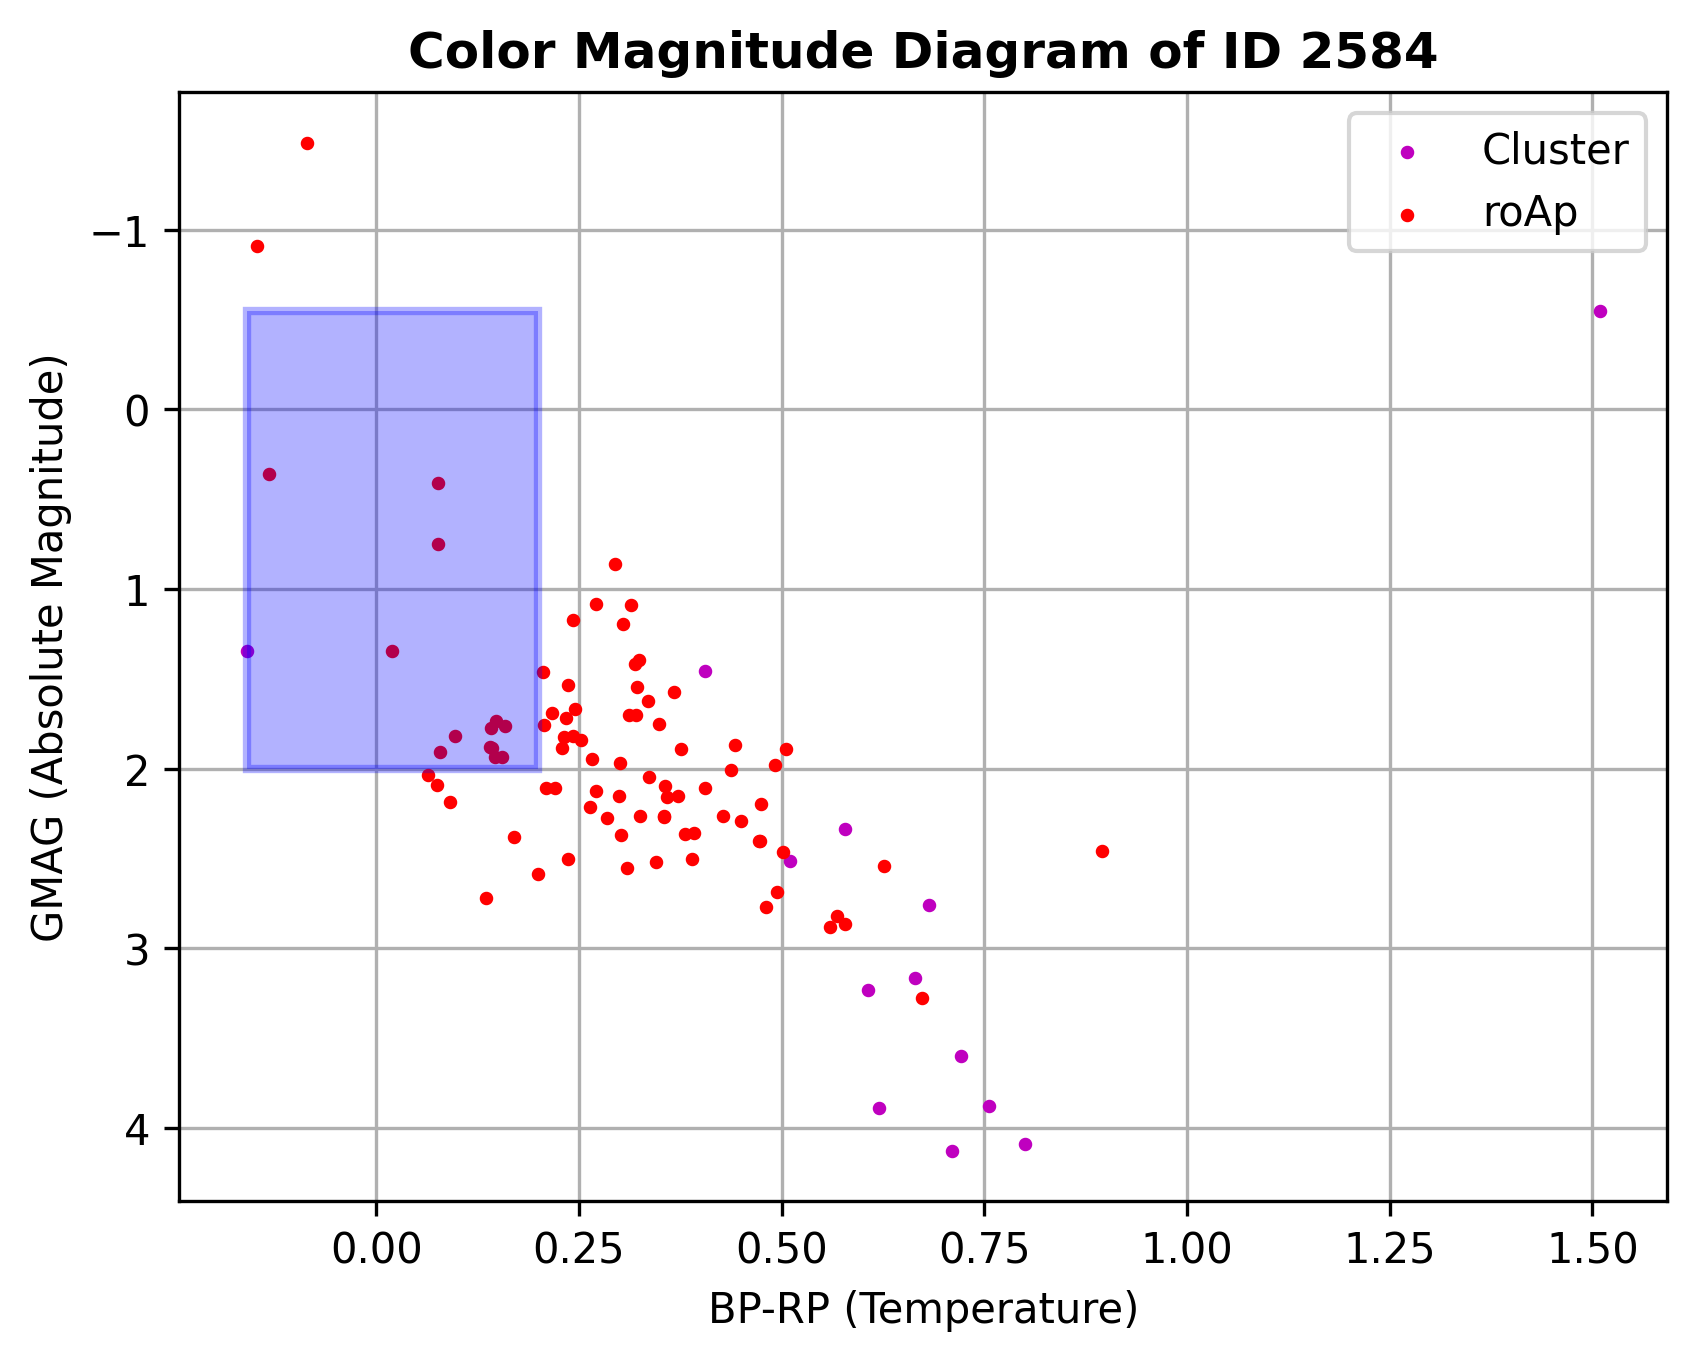 Color Magnitude Diagram of ID 2584
Cluster
roAp
−1
0
1
2
3
4
GMAG (Absolute Magnitude)
0.00 0.25 0.50 0.75 1.00 1.25 1.50
BP-RP (Temperature)